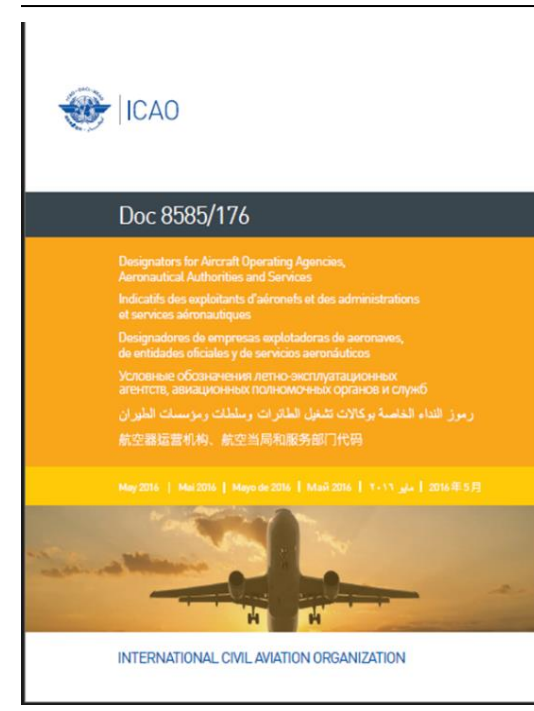 ICAO
Doc 8585/176
Designators for Aircraft Operating Agencies,
Aeronautical Authorities and Services
Indicatifs des exploitants d'aéronefs et des administrations
et services aéronautiques
Designadores de empresas explotadoras de aeronaves,
de entidades oficiales y de servicios aeronáuticos
Условные обозначения летно-эксплуатационных
агентств, авиационных полномочных органов и служб
رموز النداء الخاصة بوكالات تشغيل الطائرات وسلطات ومؤسسات الطيران
航空器运营机构、航空当局和服务部门代码
May 2016 | Mai 2016 | Mayo de 2016 | Май 2016 | مايو ٢٠١٦ | 2016年5月
INTERNATIONAL CIVIL AVIATION ORGANIZATION